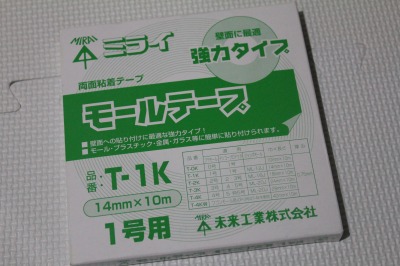 MIRAI ミライ
壁面に最適
強力タイプ
両面粘着テープ
モールテープ
■壁面への貼り付けに最適な強力タイプ!
■モール・プラスチック・金属・ガラス等に簡単に貼り付けられます。
品番: T-1K
14mm×10m
1号用
MIRAI 未来工業株式会社